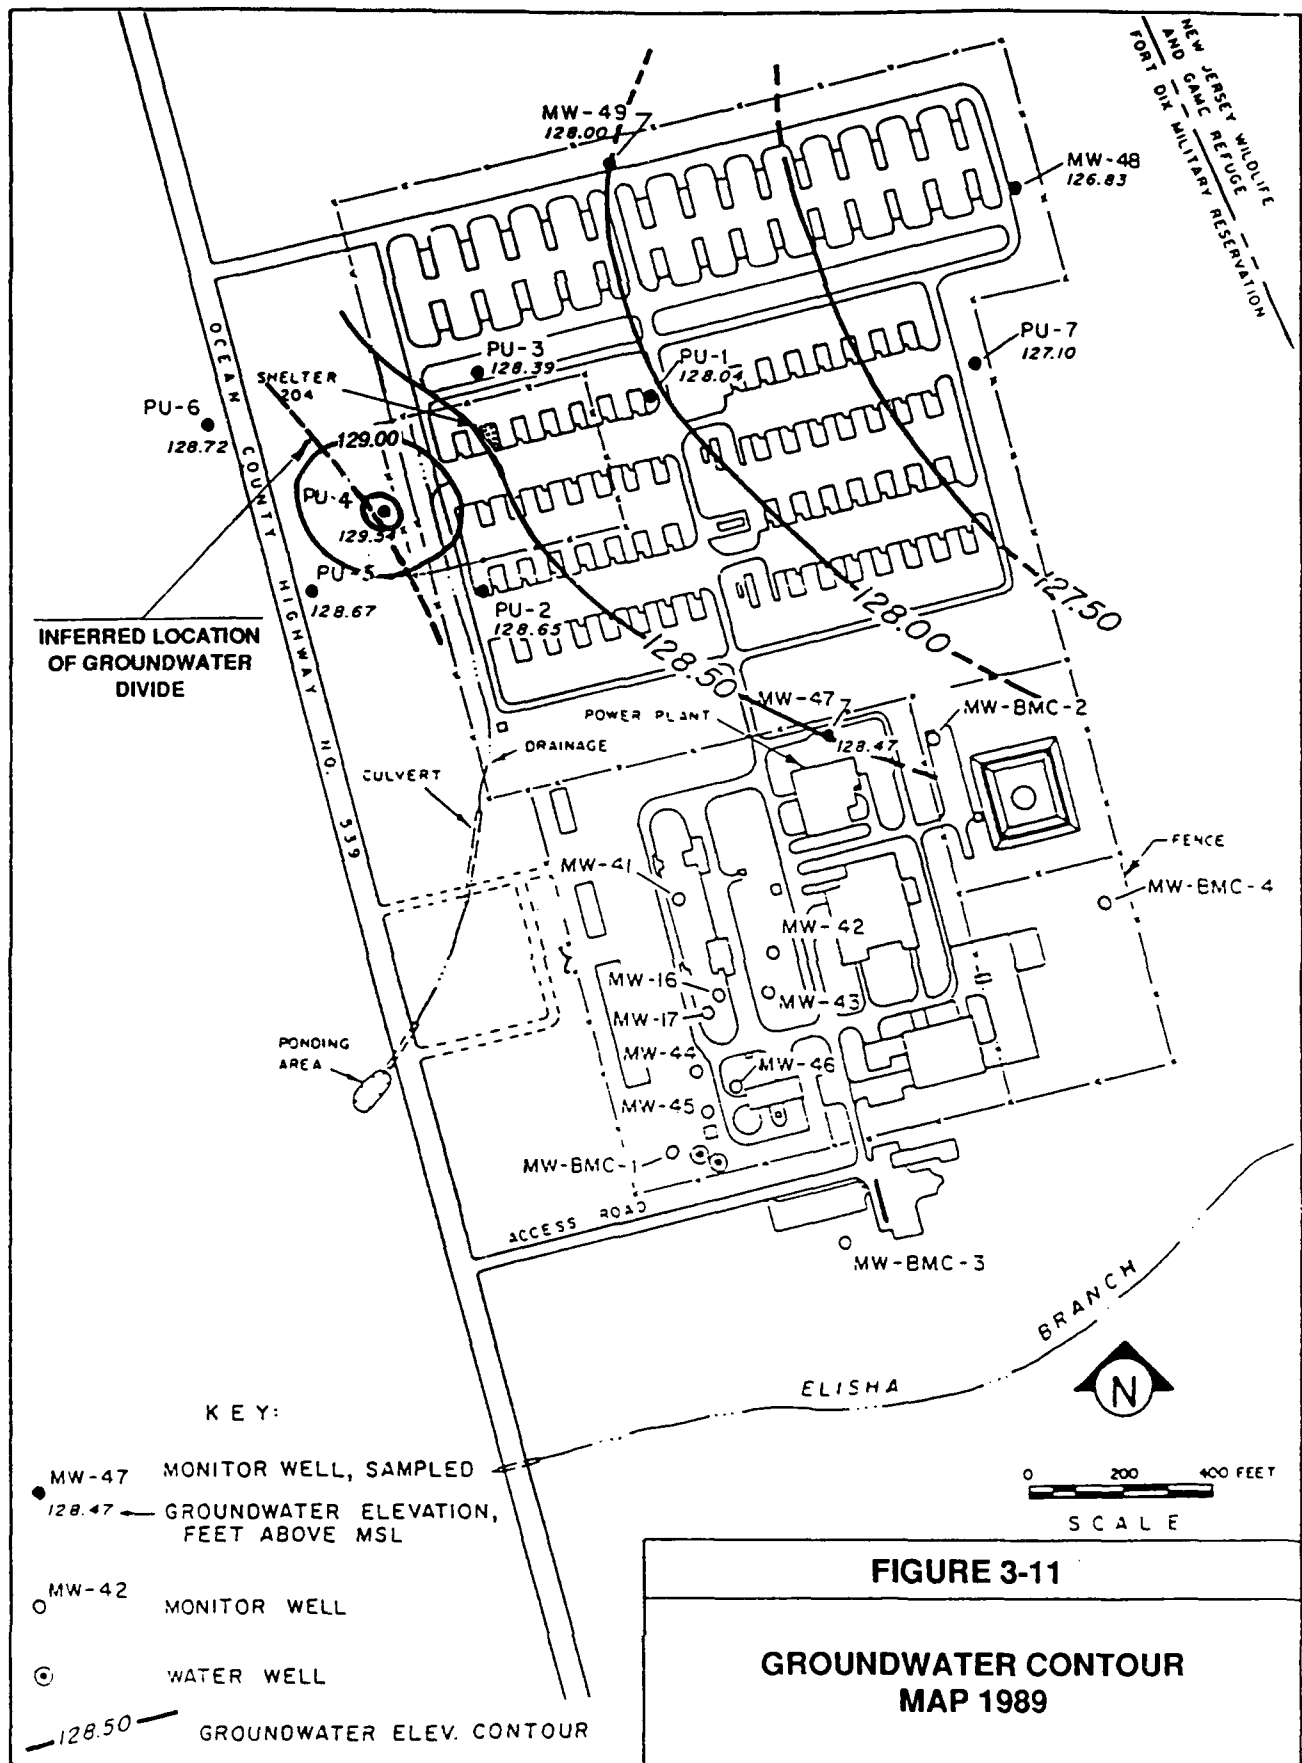 NEW JERSEY WILDLIFE
AND GAME REFUGE
FORT DIX MILITARY RESERVATION
MW-49
128.00
MW-48
126.83
OCEAN COUNTY HIGHWAY NO. 539
PU-3
128.39
PU-1
128.04
PU-7
127.10
SHELTER
204
PU-6
128.72
129.00
PU-4
129.54
PU-5
128.67
PU-2
128.65
INFERRED LOCATION
OF GROUNDWATER
DIVIDE
127.50
128.00
128.50
MW-47
128.47
POWER PLANT
MW-BMC-2
DRAINAGE
CULVERT
FENCE
MW-41
MW-BMC-4
MW-42
MW-16
MW-43
MW-17
PONDING
AREA
MW-44
MW-46
MW-45
MW-BMC-1
ACCESS ROAD
MW-BMC-3
ELISHA BRANCH
N
0 200 400 FEET
SCALE
KEY:
MW-47 MONITOR WELL, SAMPLED
128.47 GROUNDWATER ELEVATION,
FEET ABOVE MSL
MW-42
MONITOR WELL
WATER WELL
128.50 GROUNDWATER ELEV. CONTOUR
FIGURE 3-11
GROUNDWATER CONTOUR
MAP 1989